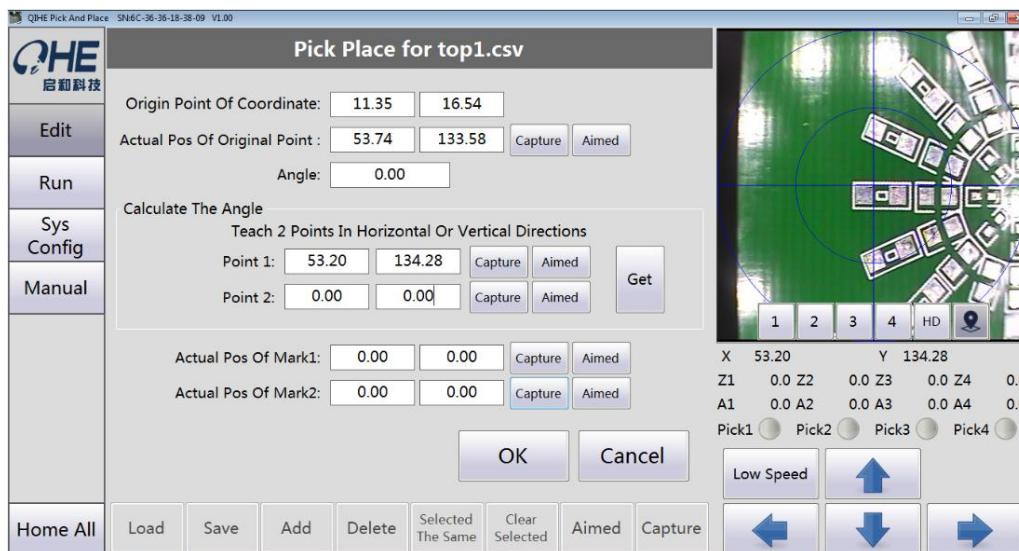 QIHE Pick And Place SN:6C-36-36-18-38-09 V1.00
QHE
启和科技
Edit
Run
Sys
Config
Manual
Home All
Pick Place for top1.csv
Origin Point Of Coordinate: 11.35 16.54
Actual Pos Of Original Point : 53.74 133.58 Capture Aimed
Angle: 0.00
Calculate The Angle
Teach 2 Points In Horizontal Or Vertical Directions
Point 1: 53.20 134.28 Capture Aimed
Get
Point 2: 0.00 0.00 Capture Aimed
Actual Pos Of Mark1: 0.00 0.00 Capture Aimed
Actual Pos Of Mark2: 0.00 0.00 Capture Aimed
OK Cancel
Load Save Add Delete Selected The Same Clear Selected Aimed Capture
1 2 3 4 HD
X 53.20 Y 134.28
Z1 0.0 Z2 0.0 Z3 0.0 Z4 0.
A1 0.0 A2 0.0 A3 0.0 A4 0.
Pick1 Pick2 Pick3 Pick4
Low Speed